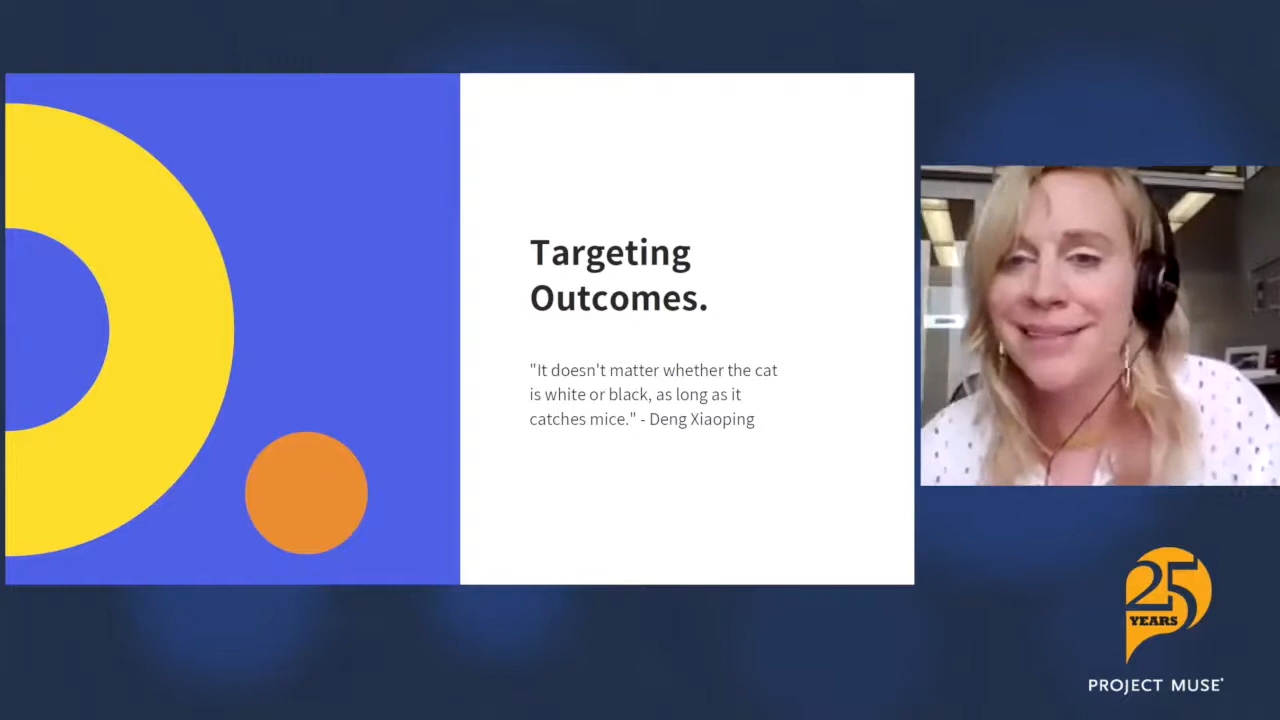 Targeting
Outcomes.
"It doesn't matter whether the cat
is white or black, as long as it
catches mice." - Deng Xiaoping
25
YEARS
PROJECT MUSE®